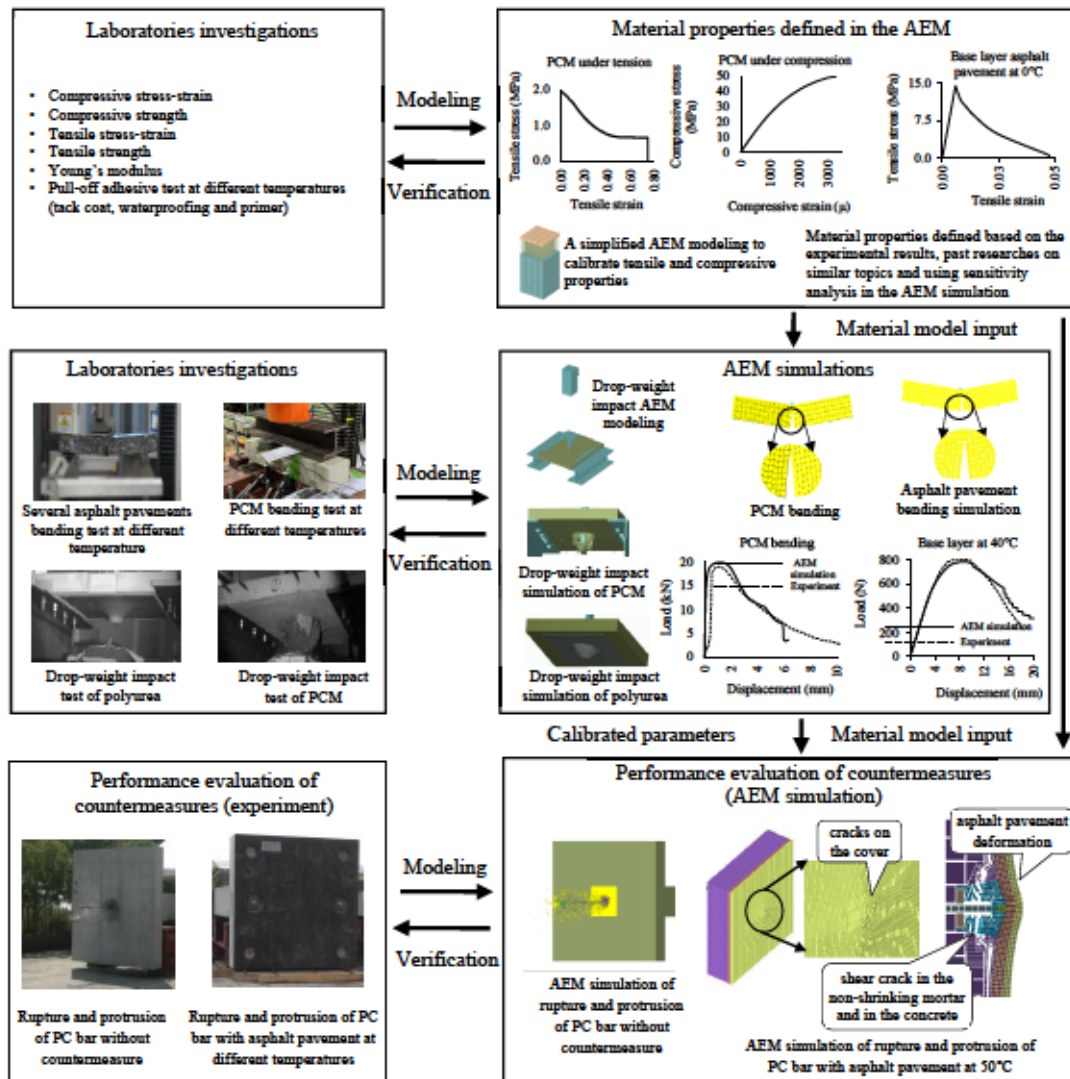 Laboratories investigations
• Compressive stress-strain
• Compressive strength
• Tensile stress-strain
• Tensile strength
• Young's modulus
• Pull-off adhesive test at different temperatures
(tack coat, waterproofing and primer)
Modeling
Verification
Material properties defined in the AEM
PCM under tension
Tensile stress (MPa)
2.0
1.0
0.0
0.00
0.20
0.40
0.60
0.80
Tensile strain
PCM under compression
Compressive stress
(MPa)
50
40
30
20
10
0
0
1000
2000
3000
Compressive strain (μ)
Base layer asphalt
pavement at 0°C
Tensile stress (MPa)
15.0
7.5
0.0
0.00
0.03
0.05
Tensile strain
A simplified AEM modeling to
calibrate tensile and compressive
properties
Material properties defined based on the
experimental results, past researches on
similar topics and using sensitivity
analysis in the AEM simulation
Material model input
Laboratories investigations
Several asphalt pavements
bending test at different
temperature
PCM bending test at
different temperatures
Drop-weight impact
test of polyurea
Drop-weight impact
test of PCM
Modeling
Verification
AEM simulations
Drop-weight
impact AEM
modeling
Drop-weight impact
simulation of PCM
Drop-weight impact
simulation of polyurea
PCM bending
Asphalt pavement
bending simulation
PCM bending
Load (kN)
20
15
10
5
0
0
2
4
6
8
10
AEM
simulation
Experiment
Displacement (mm)
Base layer at 40°C
Load (N)
800
600
400
200
0
0
4
8
12
16
20
AEM simulation
Experiment
Displacement (mm)
Calibrated parameters
Material model input
Performance evaluation of
countermeasures (experiment)
Rupture and protrusion
of PC bar without
countermeasure
Rupture and protrusion of PC
bar with asphalt pavement at
different temperatures
Modeling
Verification
Performance evaluation of countermeasures
(AEM simulation)
AEM simulation of
rupture and protrusion
of PC bar without
countermeasure
cracks on
the cover
asphalt pavement
deformation
shear crack in the
non-shrinking mortar
and in the concrete
AEM simulation of rupture and protrusion of
PC bar with asphalt pavement at 50°C